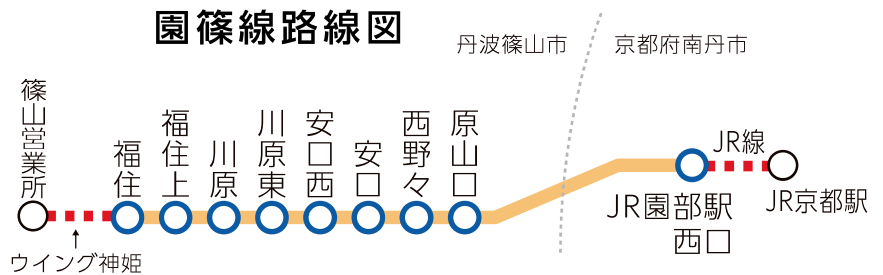 園篠線路線図
丹波篠山市
京都府南丹市
篠山営業所
福住
福住上
川原
川原東
安口西
安口
西野々
原山口
JR園部駅
西口
JR線
JR京都駅
ウイング神姫